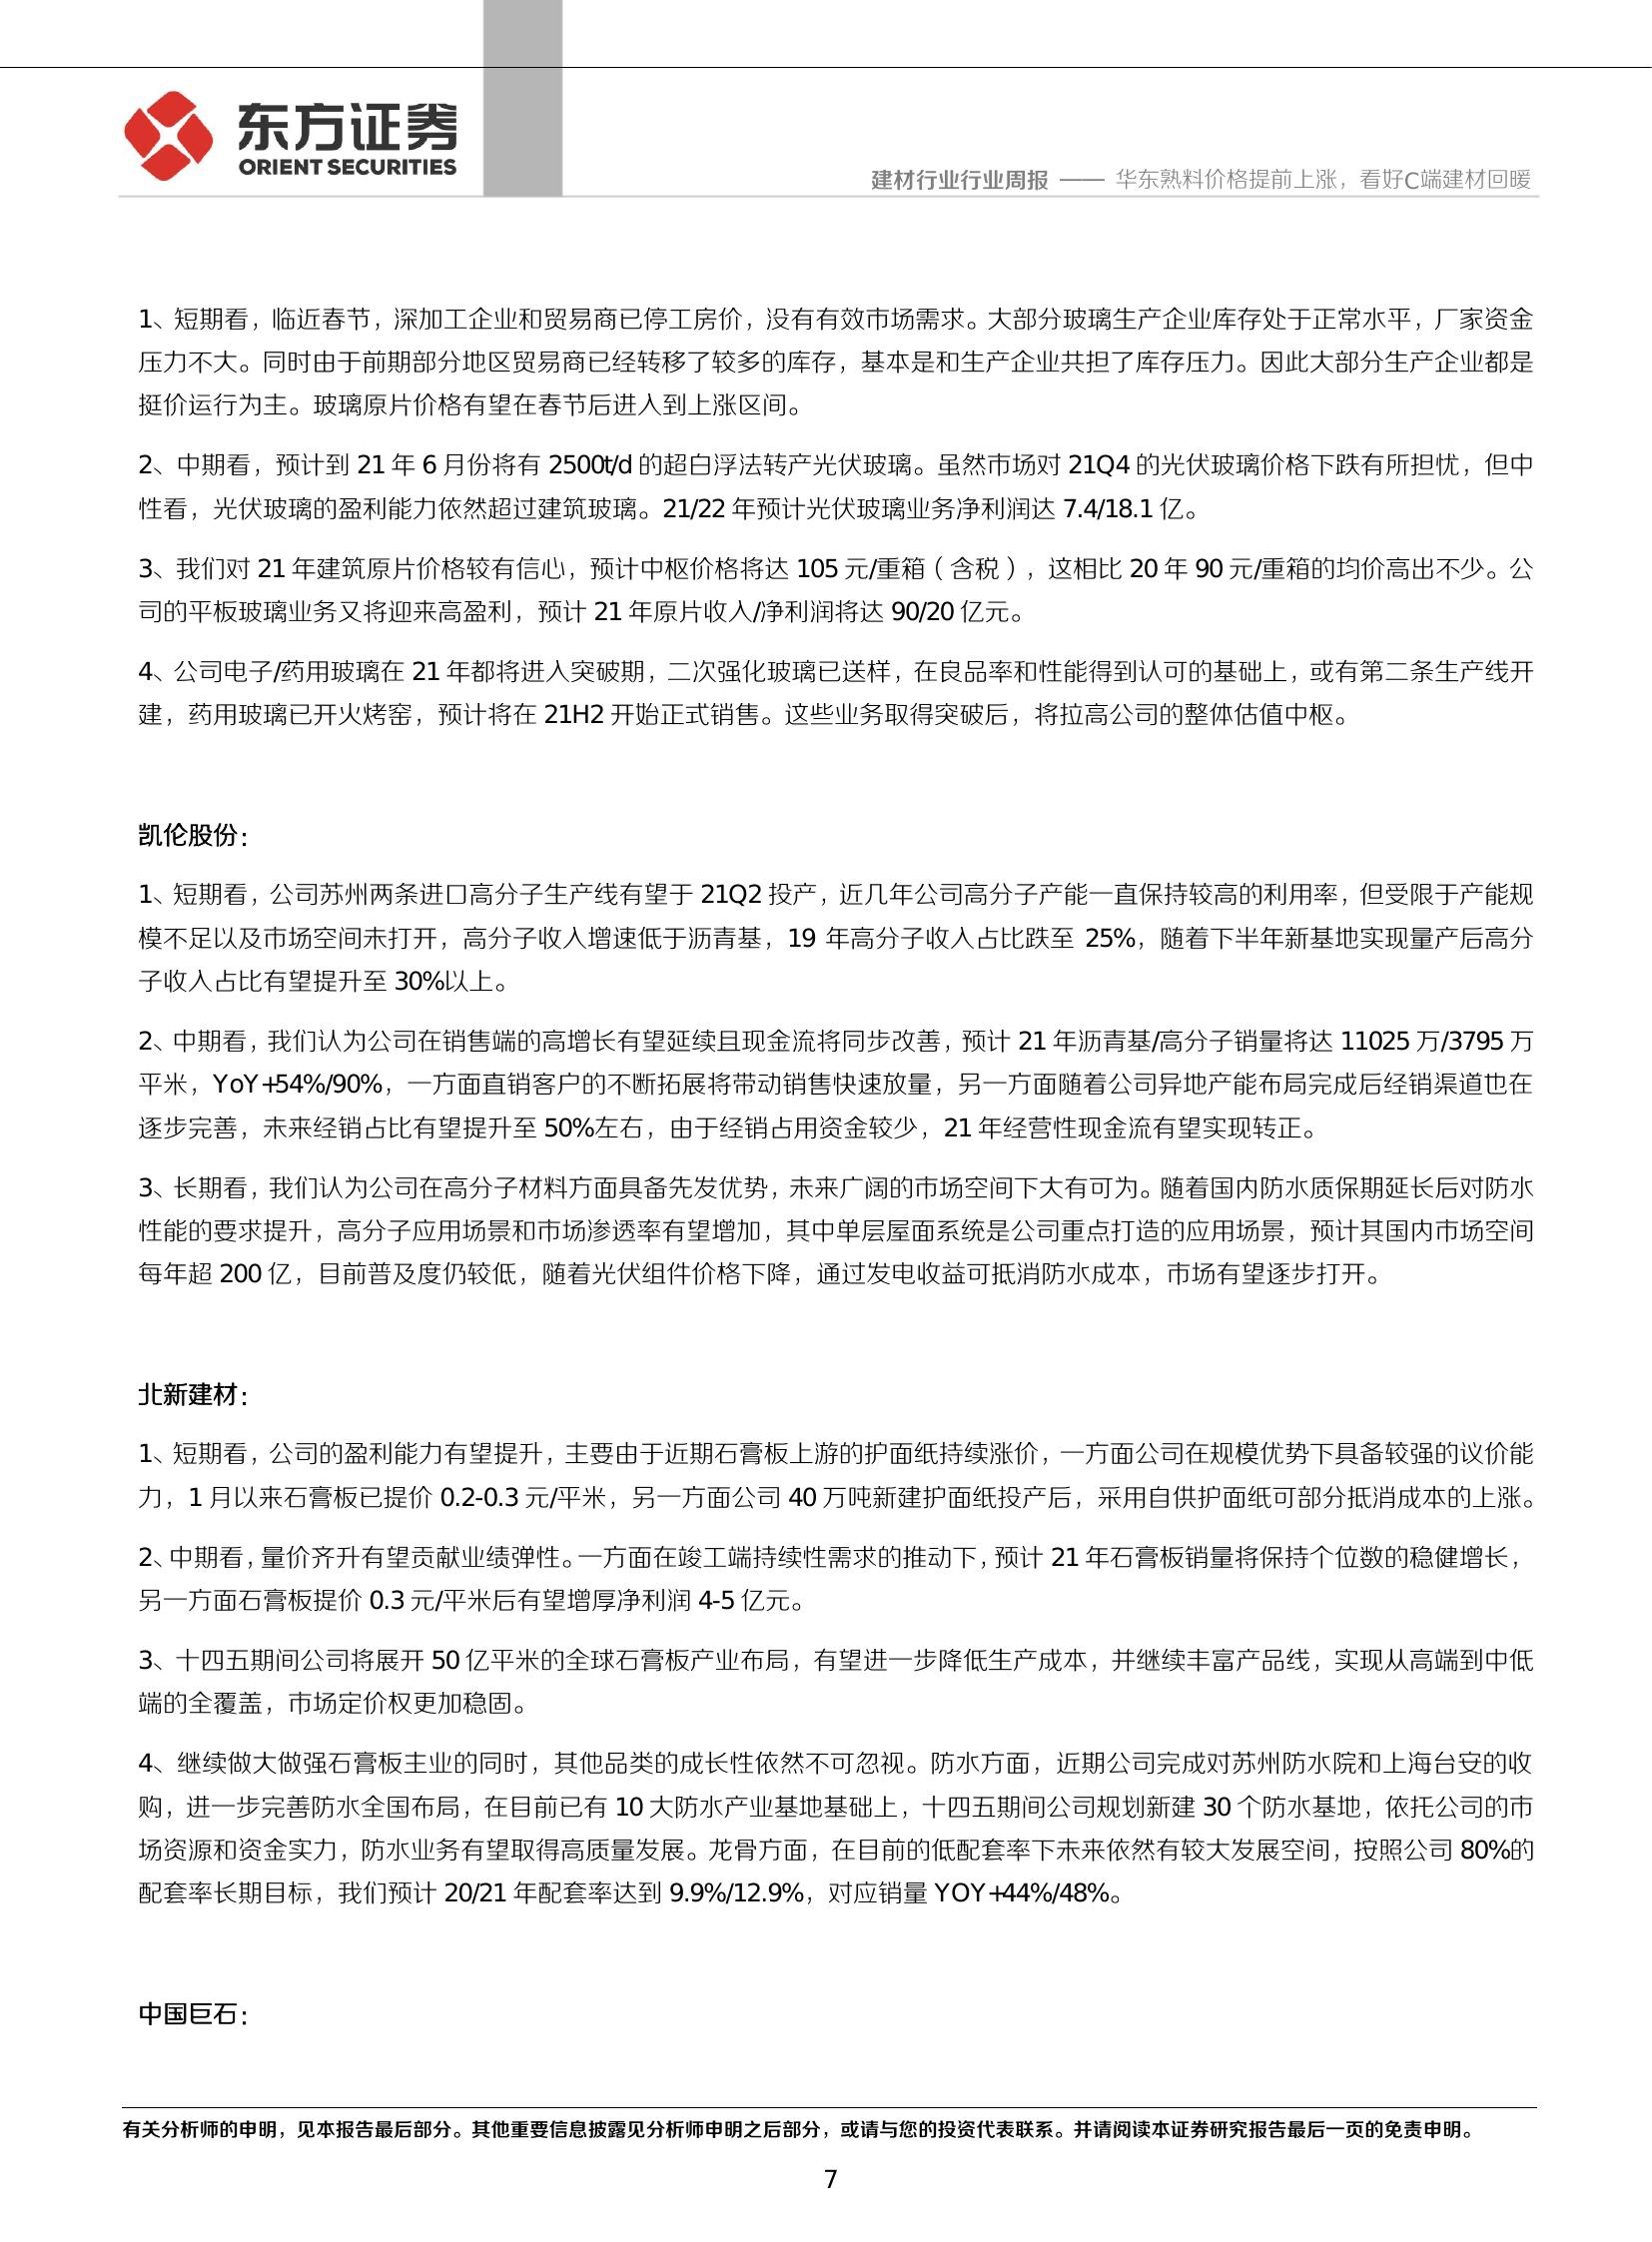 东方证券
ORIENT SECURITIES
建材行业行业周报 —— 华东熟料价格提前上涨，看好C端建材回暖
1、短期看，临近春节，深加工企业和贸易商已停工房价，没有有效市场需求。大部分玻璃生产企业库存处于正常水平，厂家资金
压力不大。同时由于前期部分地区贸易商已经转移了较多的库存，基本是和生产企业共担了库存压力。因此大部分生产企业都是
挺价运行为主。玻璃原片价格有望在春节后进入到上涨区间。
2、中期看，预计到 21 年 6 月份将有 2500t/d 的超白浮法转产光伏玻璃。虽然市场对 21Q4 的光伏玻璃价格下跌有所担忧，但中
性看，光伏玻璃的盈利能力依然超过建筑玻璃。21/22 年预计光伏玻璃业务净利润达 7.4/18.1 亿。
3、我们对 21 年建筑原片价格较有信心，预计中枢价格将达 105 元/重箱（含税），这相比 20 年 90 元/重箱的均价高出不少。公
司的平板玻璃业务又将迎来高盈利，预计 21 年原片收入/净利润将达 90/20 亿元。
4、公司电子/药用玻璃在 21 年都将进入突破期，二次强化玻璃已送样，在良品率和性能得到认可的基础上，或有第二条生产线开
建，药用玻璃已开火烤窑，预计将在 21H2 开始正式销售。这些业务取得突破后，将拉高公司的整体估值中枢。
凯伦股份：
1、短期看，公司苏州两条进口高分子生产线有望于 21Q2 投产，近几年公司高分子产能一直保持较高的利用率，但受限于产能规
模不足以及市场空间未打开，高分子收入增速低于沥青基，19 年高分子收入占比跌至 25%，随着下半年新基地实现量产后高分
子收入占比有望提升至 30%以上。
2、中期看，我们认为公司在销售端的高增长有望延续且现金流将同步改善，预计 21 年沥青基/高分子销量将达 11025 万/3795 万
平米，YoY+54%/90%，一方面直销客户的不断拓展将带动销售快速放量，另一方面随着公司异地产能布局完成后经销渠道也在
逐步完善，未来经销占比有望提升至 50%左右，由于经销占用资金较少，21 年经营性现金流有望实现转正。
3、长期看，我们认为公司在高分子材料方面具备先发优势，未来广阔的市场空间下大有可为。随着国内防水质保期延长后对防水
性能的要求提升，高分子应用场景和市场渗透率有望增加，其中单层屋面系统是公司重点打造的应用场景，预计其国内市场空间
每年超 200 亿，目前普及度仍较低，随着光伏组件价格下降，通过发电收益可抵消防水成本，市场有望逐步打开。
北新建材：
1、短期看，公司的盈利能力有望提升，主要由于近期石膏板上游的护面纸持续涨价，一方面公司在规模优势下具备较强的议价能
力，1 月以来石膏板已提价 0.2-0.3 元/平米，另一方面公司 40 万吨新建护面纸投产后，采用自供护面纸可部分抵消成本的上涨。
2、中期看，量价齐升有望贡献业绩弹性。一方面在竣工端持续性需求的推动下，预计 21 年石膏板销量将保持个位数的稳健增长，
另一方面石膏板提价 0.3 元/平米后有望增厚净利润 4-5 亿元。
3、十四五期间公司将展开 50 亿平米的全球石膏板产业布局，有望进一步降低生产成本，并继续丰富产品线，实现从高端到中低
端的全覆盖，市场定价权更加稳固。
4、继续做大做强石膏板主业的同时，其他品类的成长性依然不可忽视。防水方面，近期公司完成对苏州防水院和上海台安的收
购，进一步完善防水全国布局，在目前已有 10 大防水产业基地基础上，十四五期间公司规划新建 30 个防水基地，依托公司的市
场资源和资金实力，防水业务有望取得高质量发展。龙骨方面，在目前的低配套率下未来依然有较大发展空间，按照公司 80%的
配套率长期目标，我们预计 20/21 年配套率达到 9.9%/12.9%，对应销量 YOY+44%/48%。
中国巨石：
有关分析师的申明，见本报告最后部分。其他重要信息披露见分析师申明之后部分，或请与您的投资代表联系。并请阅读本证券研究报告最后一页的免责申明。
7